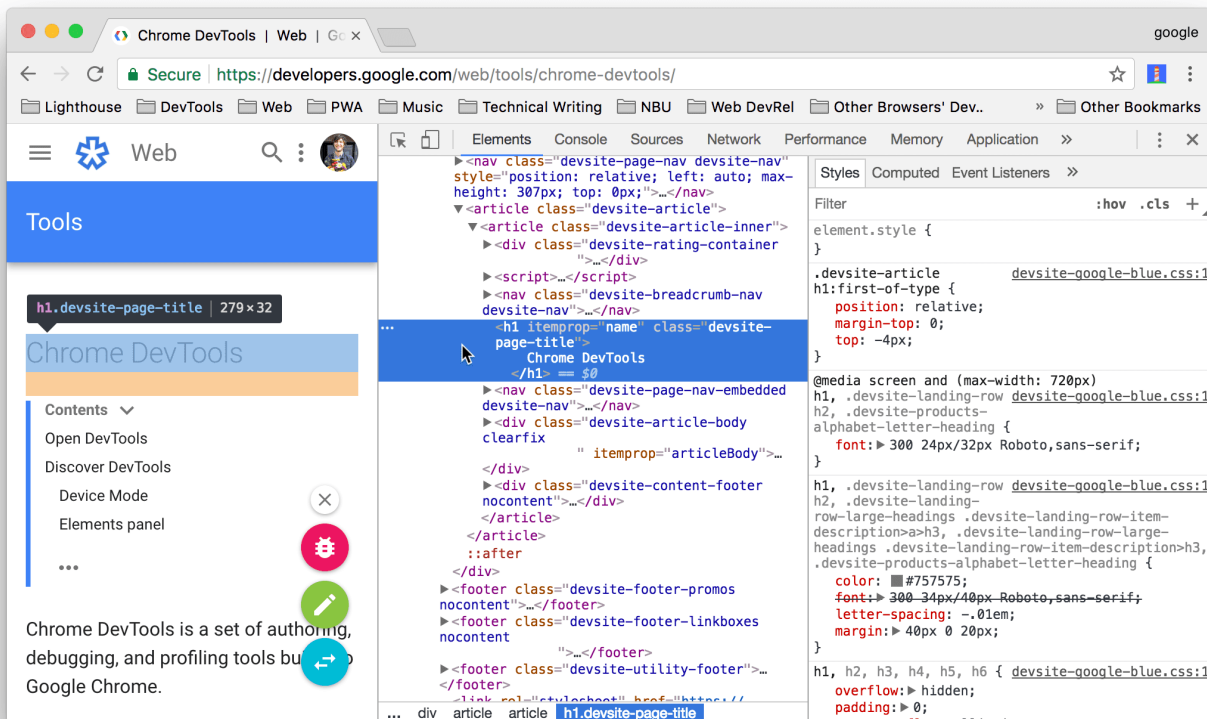 Chrome DevTools | Web | Go
google
Secure https://developers.google.com/web/tools/chrome-devtools/
Lighthouse DevTools Web PWA Music Technical Writing NBU Web DevRel Other Browsers' Dev.. » Other Bookmarks
Web
Tools
h1.devsite-page-title 279×32
Chrome DevTools
Contents
Open DevTools
Discover DevTools
Device Mode
Elements panel
•••
Chrome DevTools is a set of authoring,
debugging, and profiling tools
Google Chrome.
Elements Console Sources Network Performance Memory Application »
▶<nav class="devsite-page-nav devsite-nav"
style="position: relative; left: auto; max-
height: 307px; top: 0px;">…</nav>
▼<article class="devsite-article">
▼<article class="devsite-article-inner">
▶<div class="devsite-rating-container
">…</div>
▶<script>…</script>
▶<nav class="devsite-breadcrumb-nav
devsite-nav">…</nav>
<h1 itemprop="name" class="devsite-
page-title">
Chrome DevTools
</h1> == $0
▶<nav class="devsite-page-nav-embedded
devsite-nav">…</nav>
▶<div class="devsite-article-body
clearfix
" itemprop="articleBody">…
</div>
▶<div class="devsite-content-footer
nocontent">…</div>
</article>
</article>
::after
</div>
▶<footer class="devsite-footer-promos
nocontent">…</footer>
▶<footer class="devsite-footer-linkboxes
nocontent
">…</footer>
▶<footer class="devsite-utility-footer">…
</footer>
<link rel="stylesheet" href="https://
... div article article h1.devsite-page-title
Styles Computed Event Listeners »
Filter :hov .cls +
element.style {
}
.devsite-article devsite-google-blue.css:1
h1:first-of-type {
position: relative;
margin-top: 0;
top: -4px;
}
@media screen and (max-width: 720px)
h1, .devsite-landing-row devsite-google-blue.css:1
h2, .devsite-products-
alphabet-letter-heading {
font:▶300 24px/32px Roboto,sans-serif;
}
h1, .devsite-landing-row devsite-google-blue.css:1
h2, .devsite-landing-
row-large-headings .devsite-landing-row-item-
description>a>h3, .devsite-landing-row-large-
headings .devsite-landing-row-item-description>h3,
.devsite-products-alphabet-letter-heading {
color: #757575;
font:▶300 34px/40px Roboto,sans-serif;
letter-spacing: -.01em;
margin:▶40px 0 20px;
}
h1, h2, h3, h4, h5, h6 { devsite-google-blue.css:1
overflow:▶hidden;
padding:▶0;